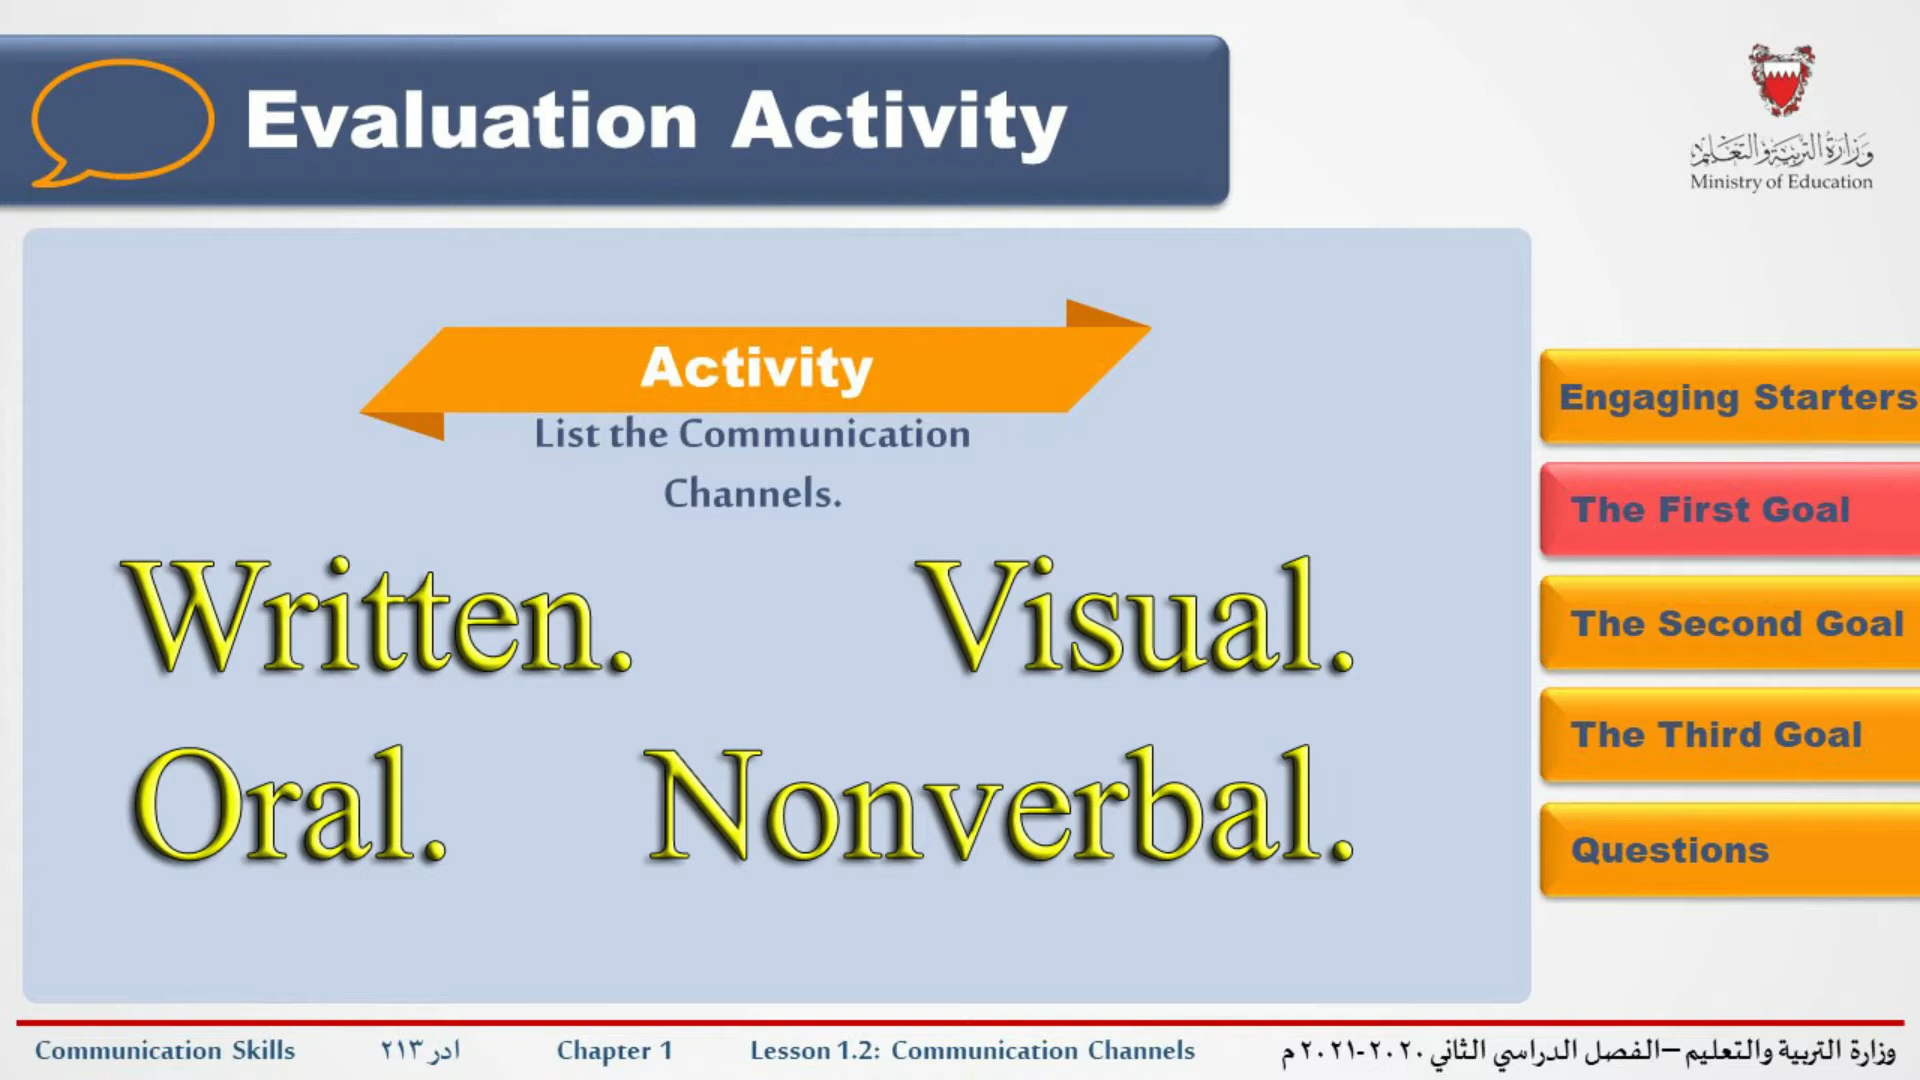 Evaluation Activity
وزارة التربية والتعليم
Ministry of Education
Activity
List the Communication
Channels.
Written. Visual.
Oral. Nonverbal.
Engaging Starters
The First Goal
The Second Goal
The Third Goal
Questions
Communication Skills ادر ٢١٣ Chapter 1 Lesson 1.2: Communication Channels وزارة التربية والتعليم –الفصل الدراسي الثاني ٢٠٢٠-٢٠٢١ م